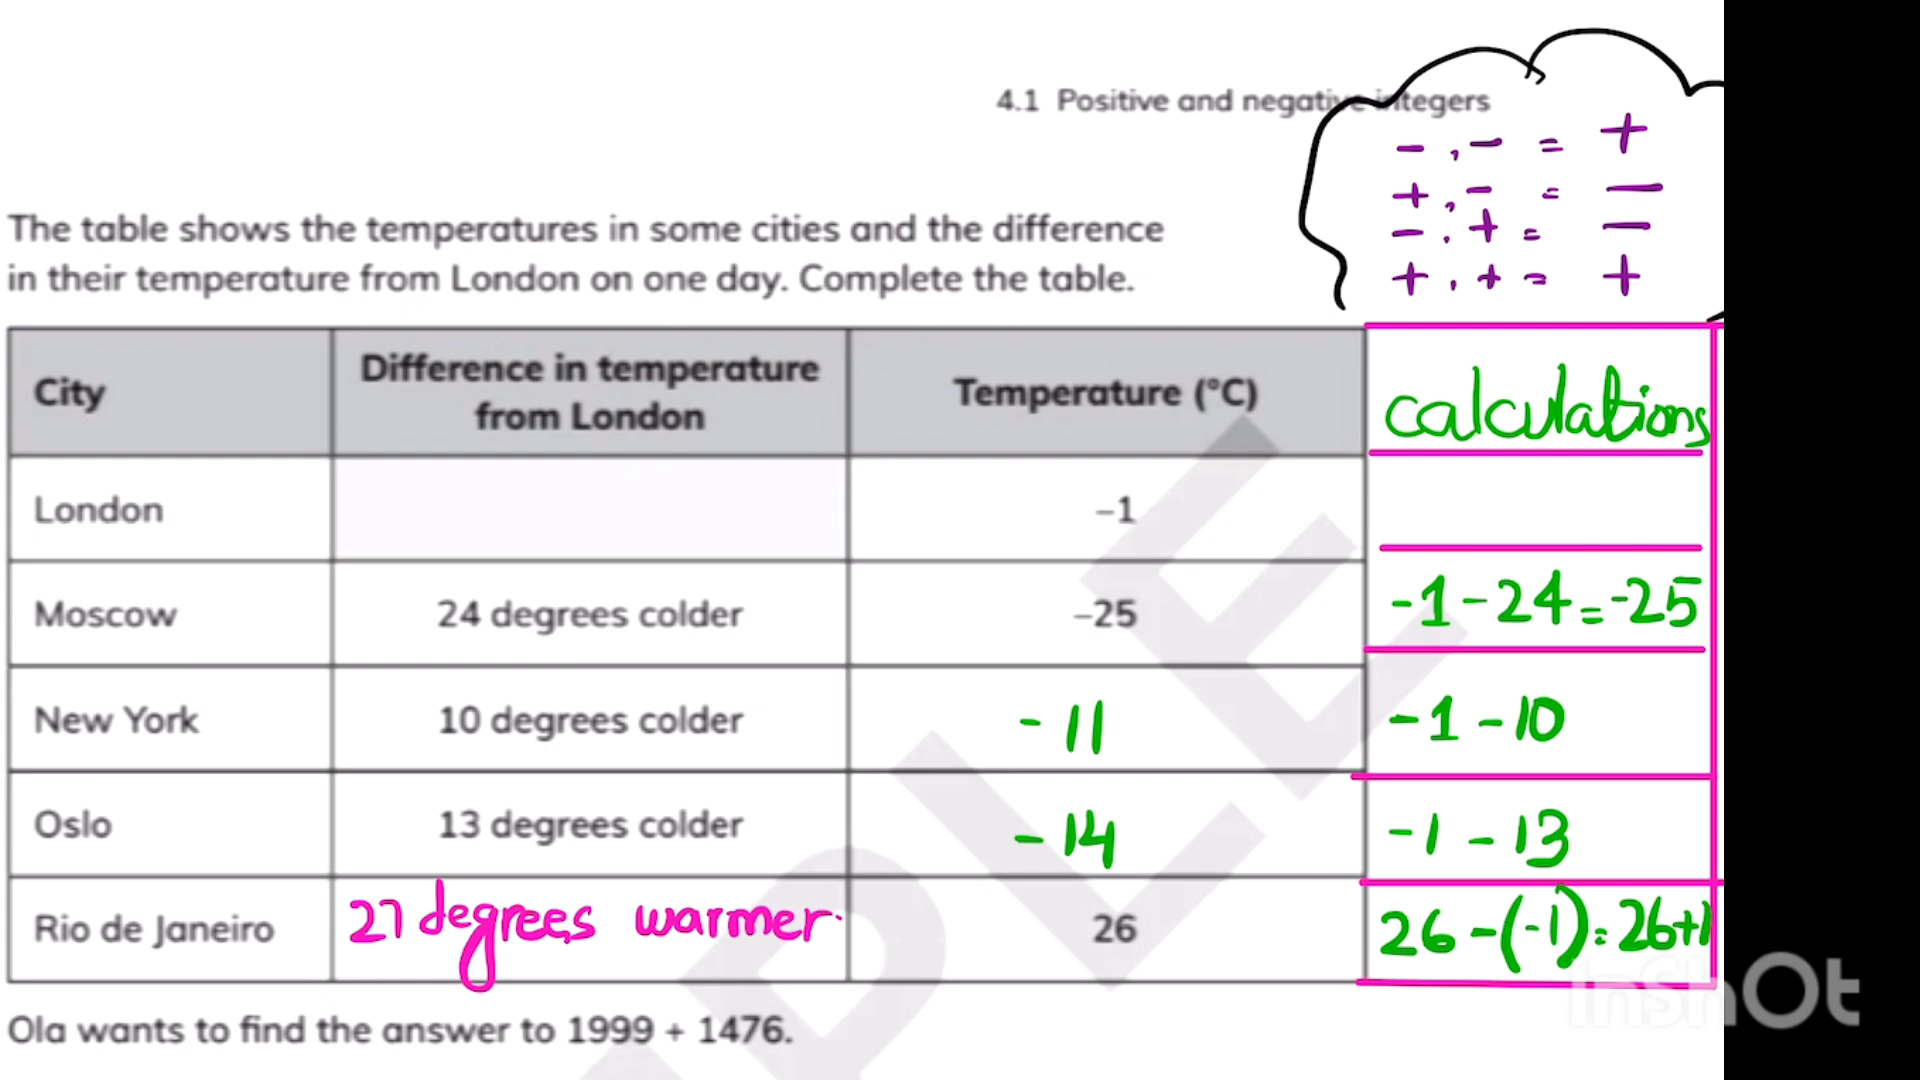 4.1 Positive and negative integers
- , - = +
+ , - = -
- . + = -
+ . + = +
The table shows the temperatures in some cities and the difference
in their temperature from London on one day. Complete the table.
City Difference in temperature from London Temperature (°C) calculations
London –1
Moscow 24 degrees colder –25 -1 - 24 = -25
New York 10 degrees colder - 11 - 1 - 10
Oslo 13 degrees colder - 14 - 1 - 13
Rio de Janeiro 27 degrees warmer. 26 26 - (-1) = 26+1
Ola wants to find the answer to 1999 + 1476.
PLE
InShOt